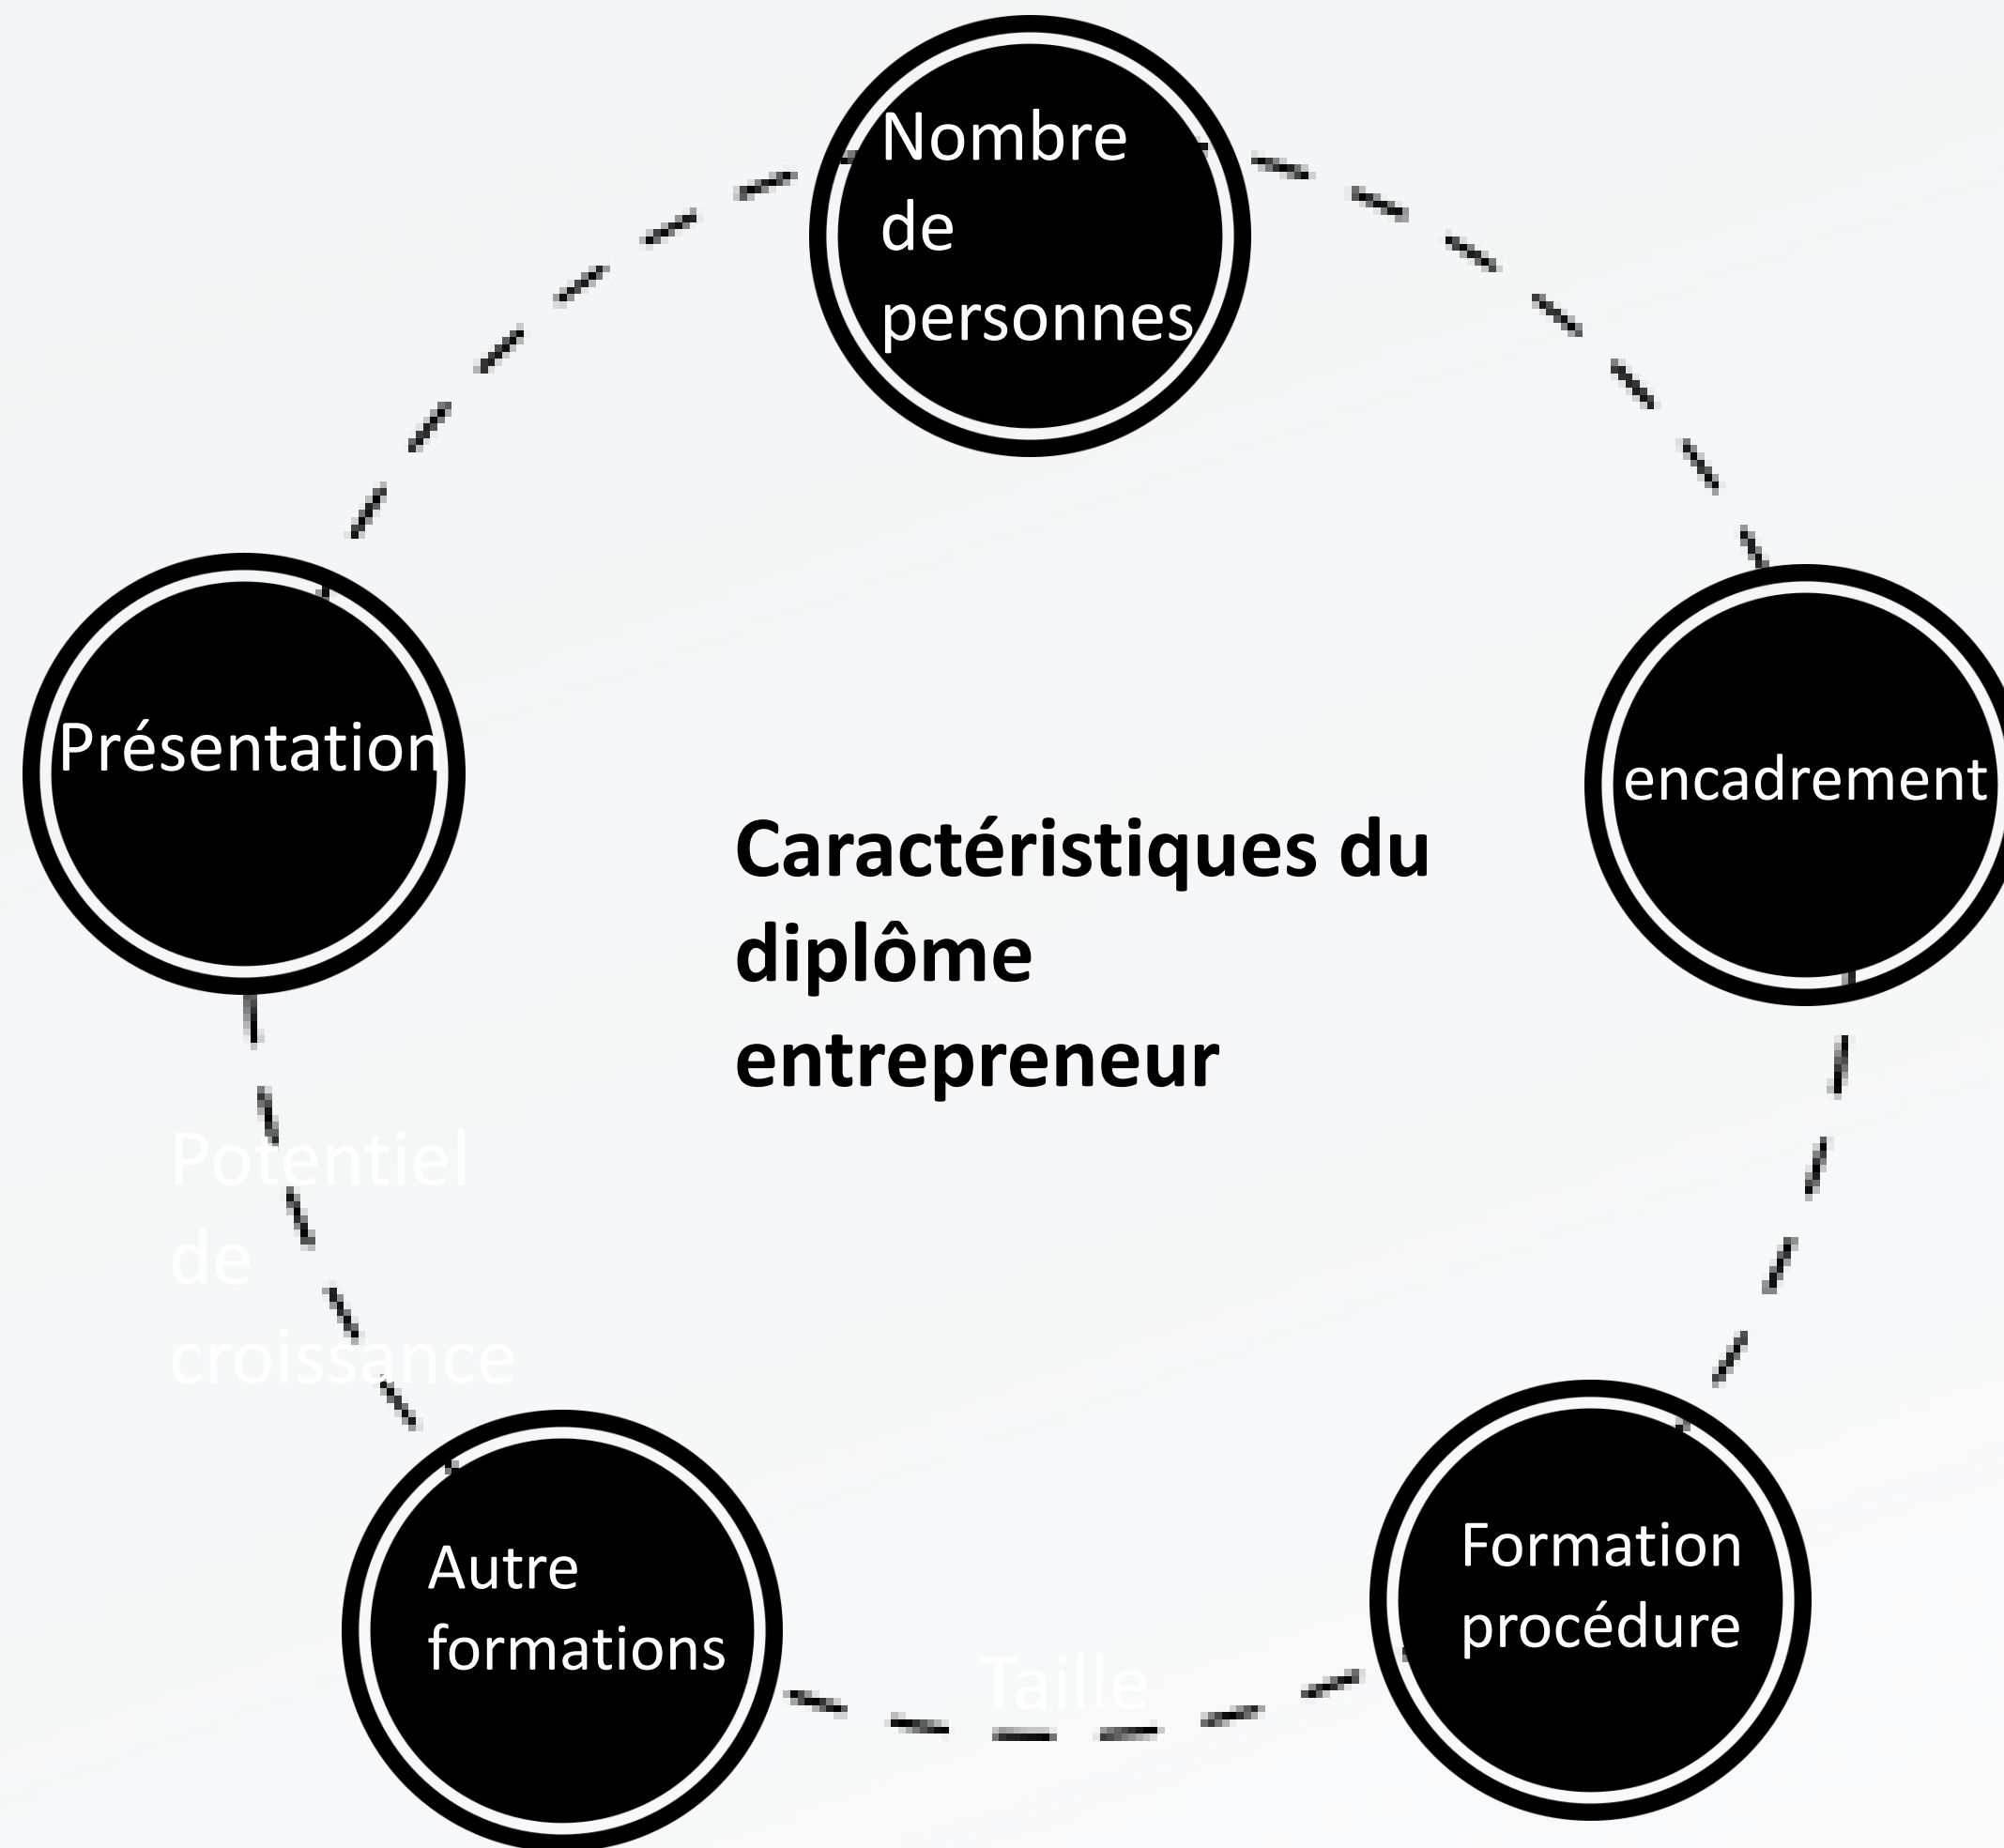 Nombre
de
personnes
Présentation
encadrement
Caractéristiques du
diplôme
entrepreneur
Potentiel
de
croissance
Autre
formations
Formation
procédure
Taille